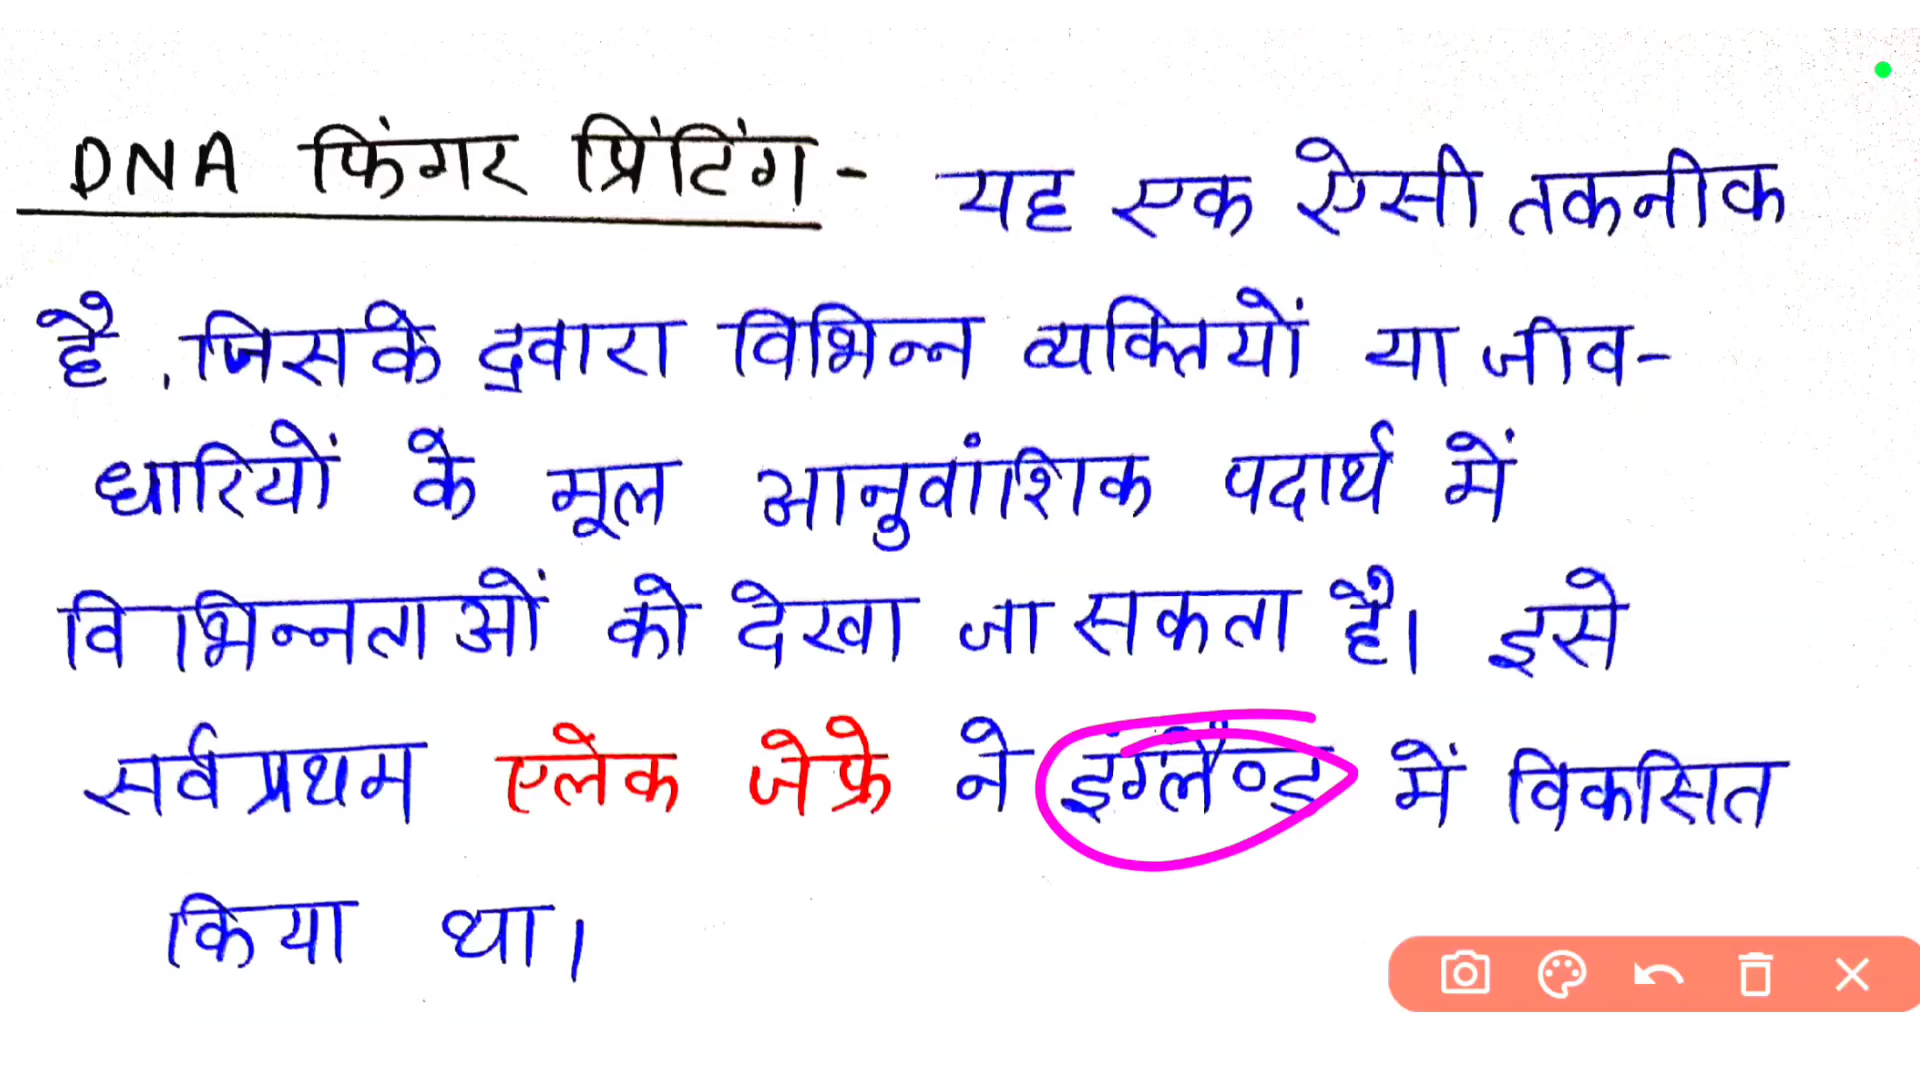 DNA फिंगर प्रिंटिंग - यह एक ऐसी तकनीक
है, जिसके द्वारा विभिन्न व्यक्तियों या जीव-
धारियों के मूल आनुवांशिक पदार्थ में
विभिन्नताओं को देखा जा सकता है। इसे
सर्वप्रथम एलेक जेफ्रे ने इंग्लैण्ड में विकसित
किया था।